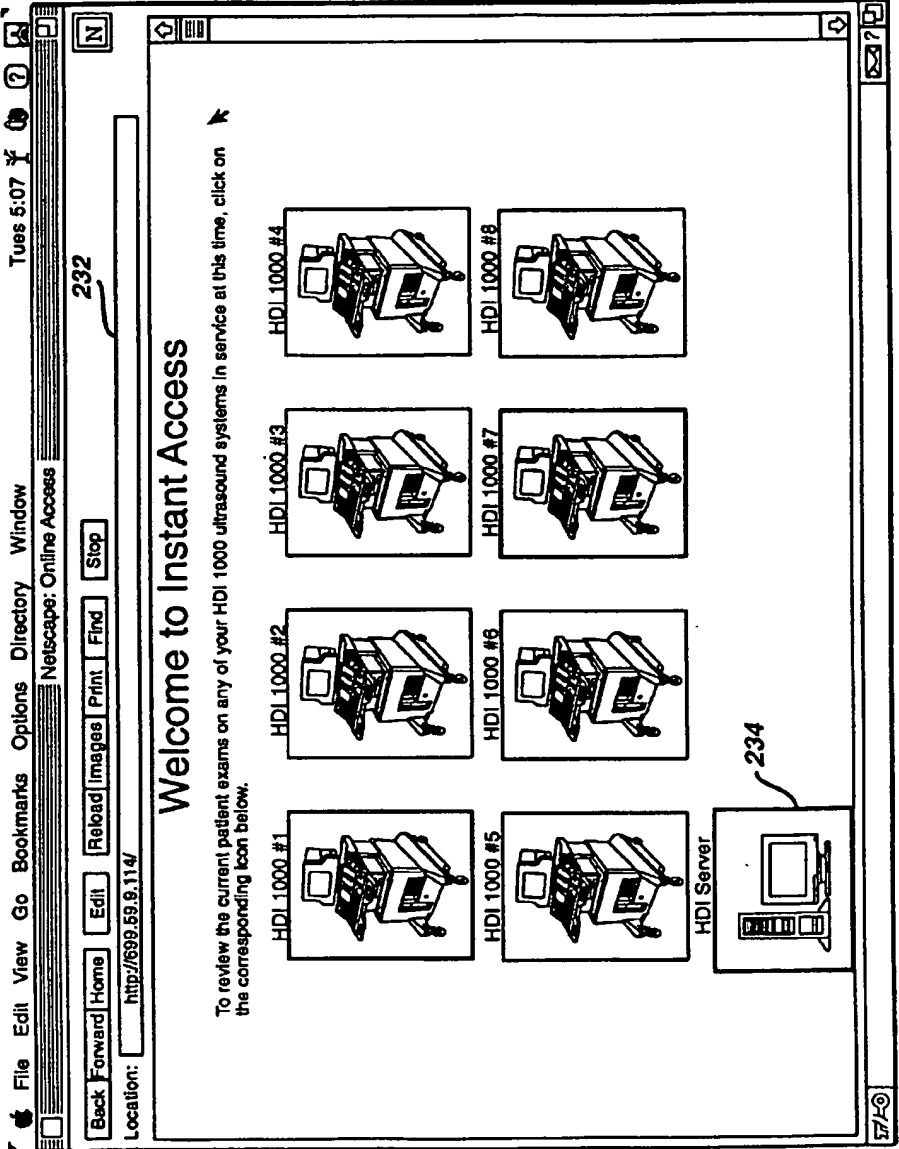 File Edit View Go Bookmarks Options Directory Window Tues 5:07 ?
Netscape: Online Access
Back Forward Home Edit Reload Images Print Find Stop N
Location: http://699.59.9.114/
232
Welcome to Instant Access
To review the current patient exams on any of your HDI 1000 ultrasound systems in service at this time, click on
the corresponding icon below.
HDI 1000 #1 HDI 1000 #2 HDI 1000 #3 HDI 1000 #4
HDI 1000 #5 HDI 1000 #6 HDI 1000 #7 HDI 1000 #8
HDI Server
234
?